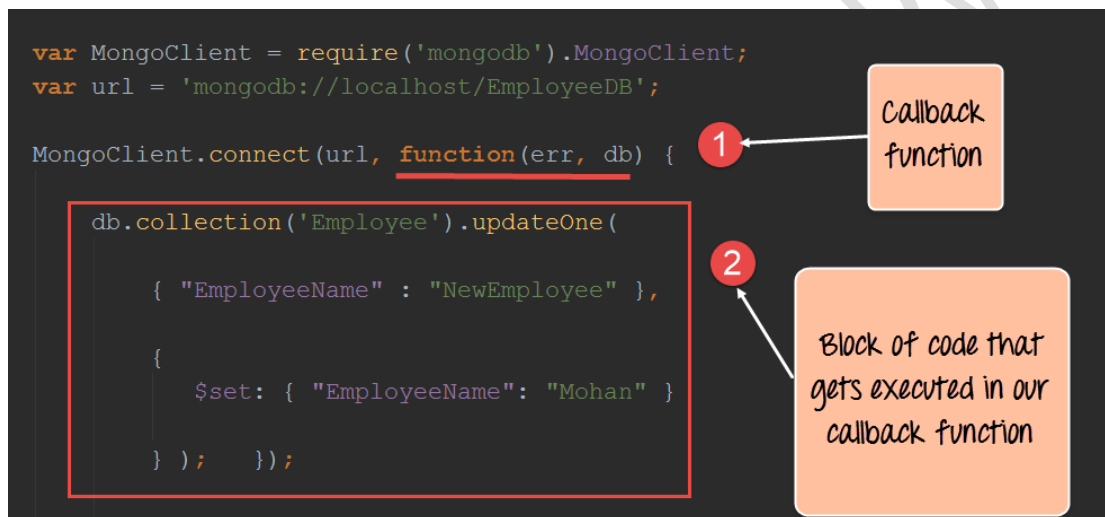 var MongoClient = require('mongodb').MongoClient;
var url = 'mongodb://localhost/EmployeeDB';
MongoClient.connect(url, function(err, db) {
1
Callback
function
db.collection('Employee').updateOne(
{ "EmployeeName" : "NewEmployee" },
{
$set: { "EmployeeName": "Mohan" }
} ); });
2
Block of code that
gets executed in our
callback function